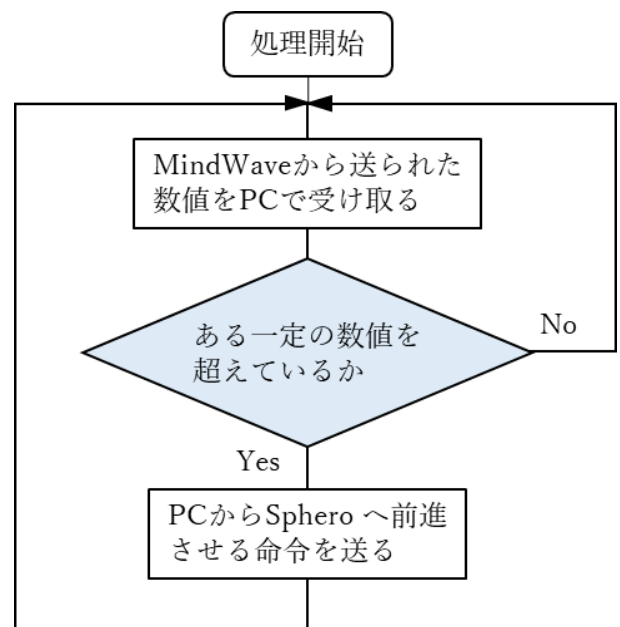 処理開始
MindWaveから送られた
数値をPCで受け取る
ある一定の数値を
超えているか
No
Yes
PCからSphero へ前進
させる命令を送る